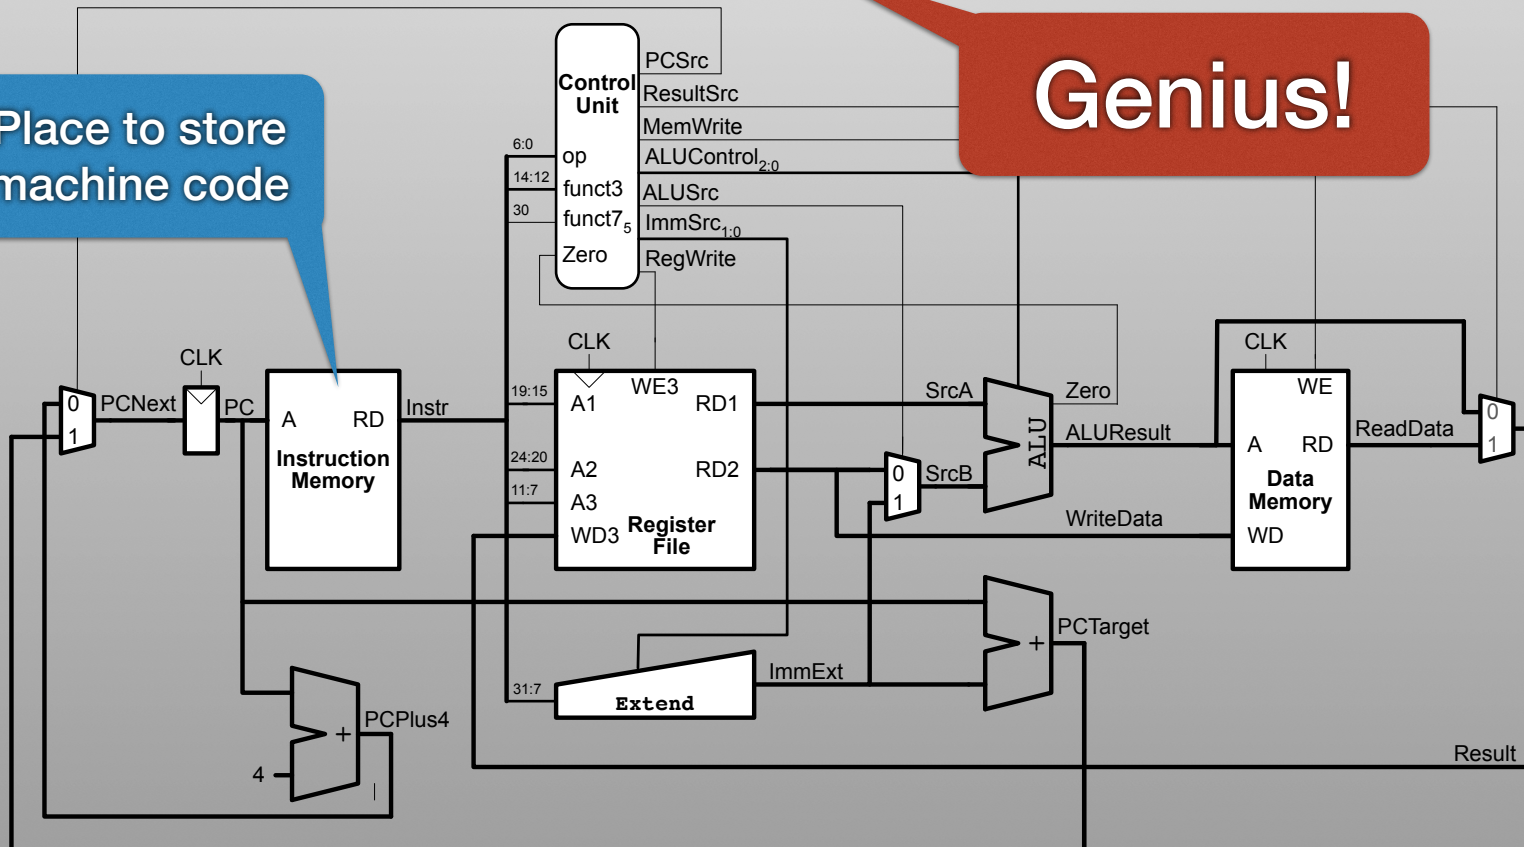 PCSrc
Control
Unit
ResultSrc
MemWrite
ALUControl2:0
ALUSrc
ImmSrc1:0
RegWrite
6:0
op
14:12
funct3
30
funct75
Zero
Genius!
Place to store
machine code
CLK
0
1
PCNext
PC
A
RD
Instr
Instruction
Memory
CLK
19:15
A1
WE3
RD1
24:20
A2
RD2
11:7
A3
WD3
Register
File
SrcA
0
1
SrcB
ALU
Zero
ALUResult
WriteData
CLK
WE
A
RD
Data
Memory
WD
ReadData
0
1
31:7
Extend
ImmExt
+
PCTarget
+
PCPlus4
4
Result